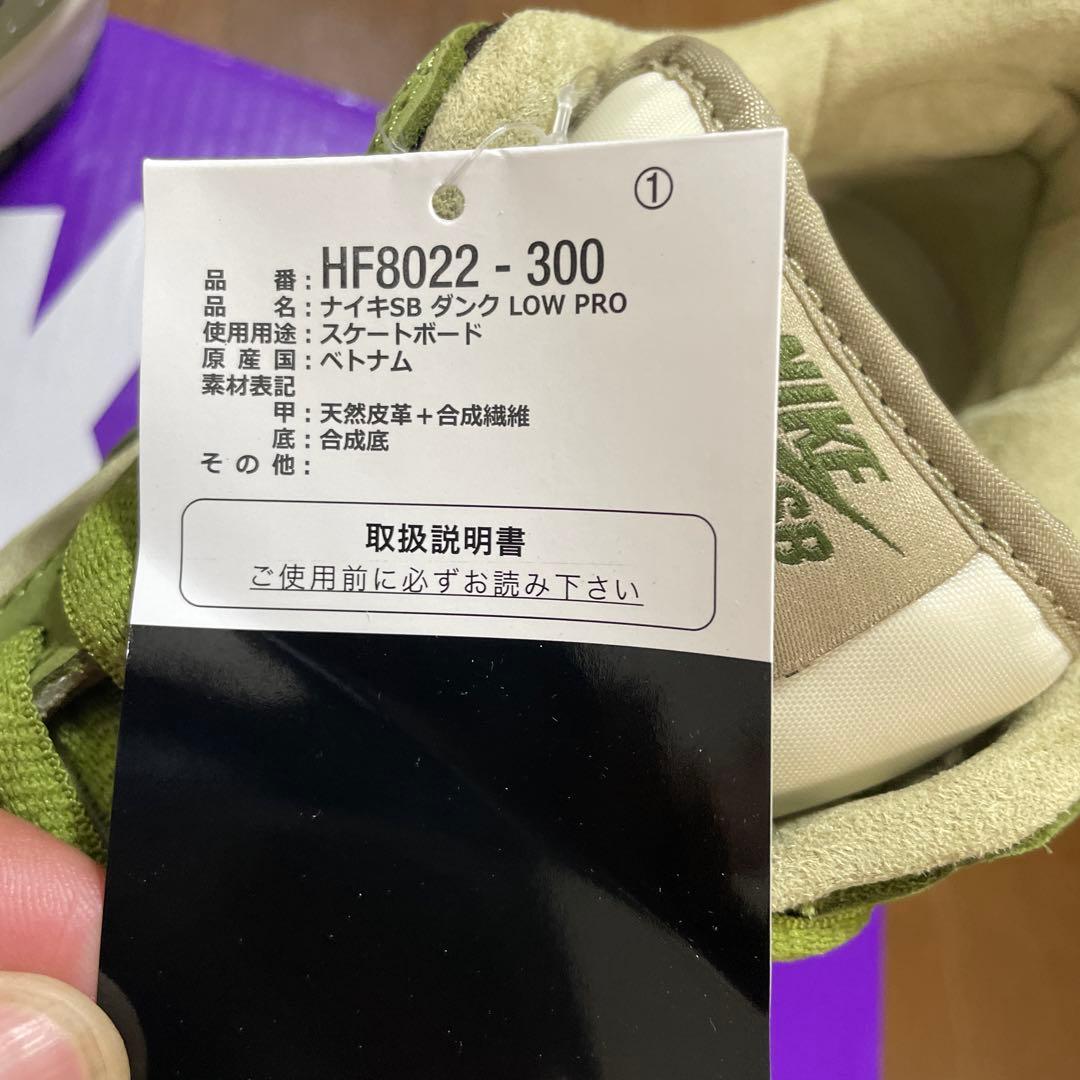 ①
品 番：HF8022 - 300
品 名：ナイキSB ダンク LOW PRO
使用用途：スケートボード
原 産 国：ベトナム
素材表記
甲：天然皮革＋合成繊維
底：合成底
そ の 他：
取扱説明書
ご使用前に必ずお読み下さい
NIKE
SB